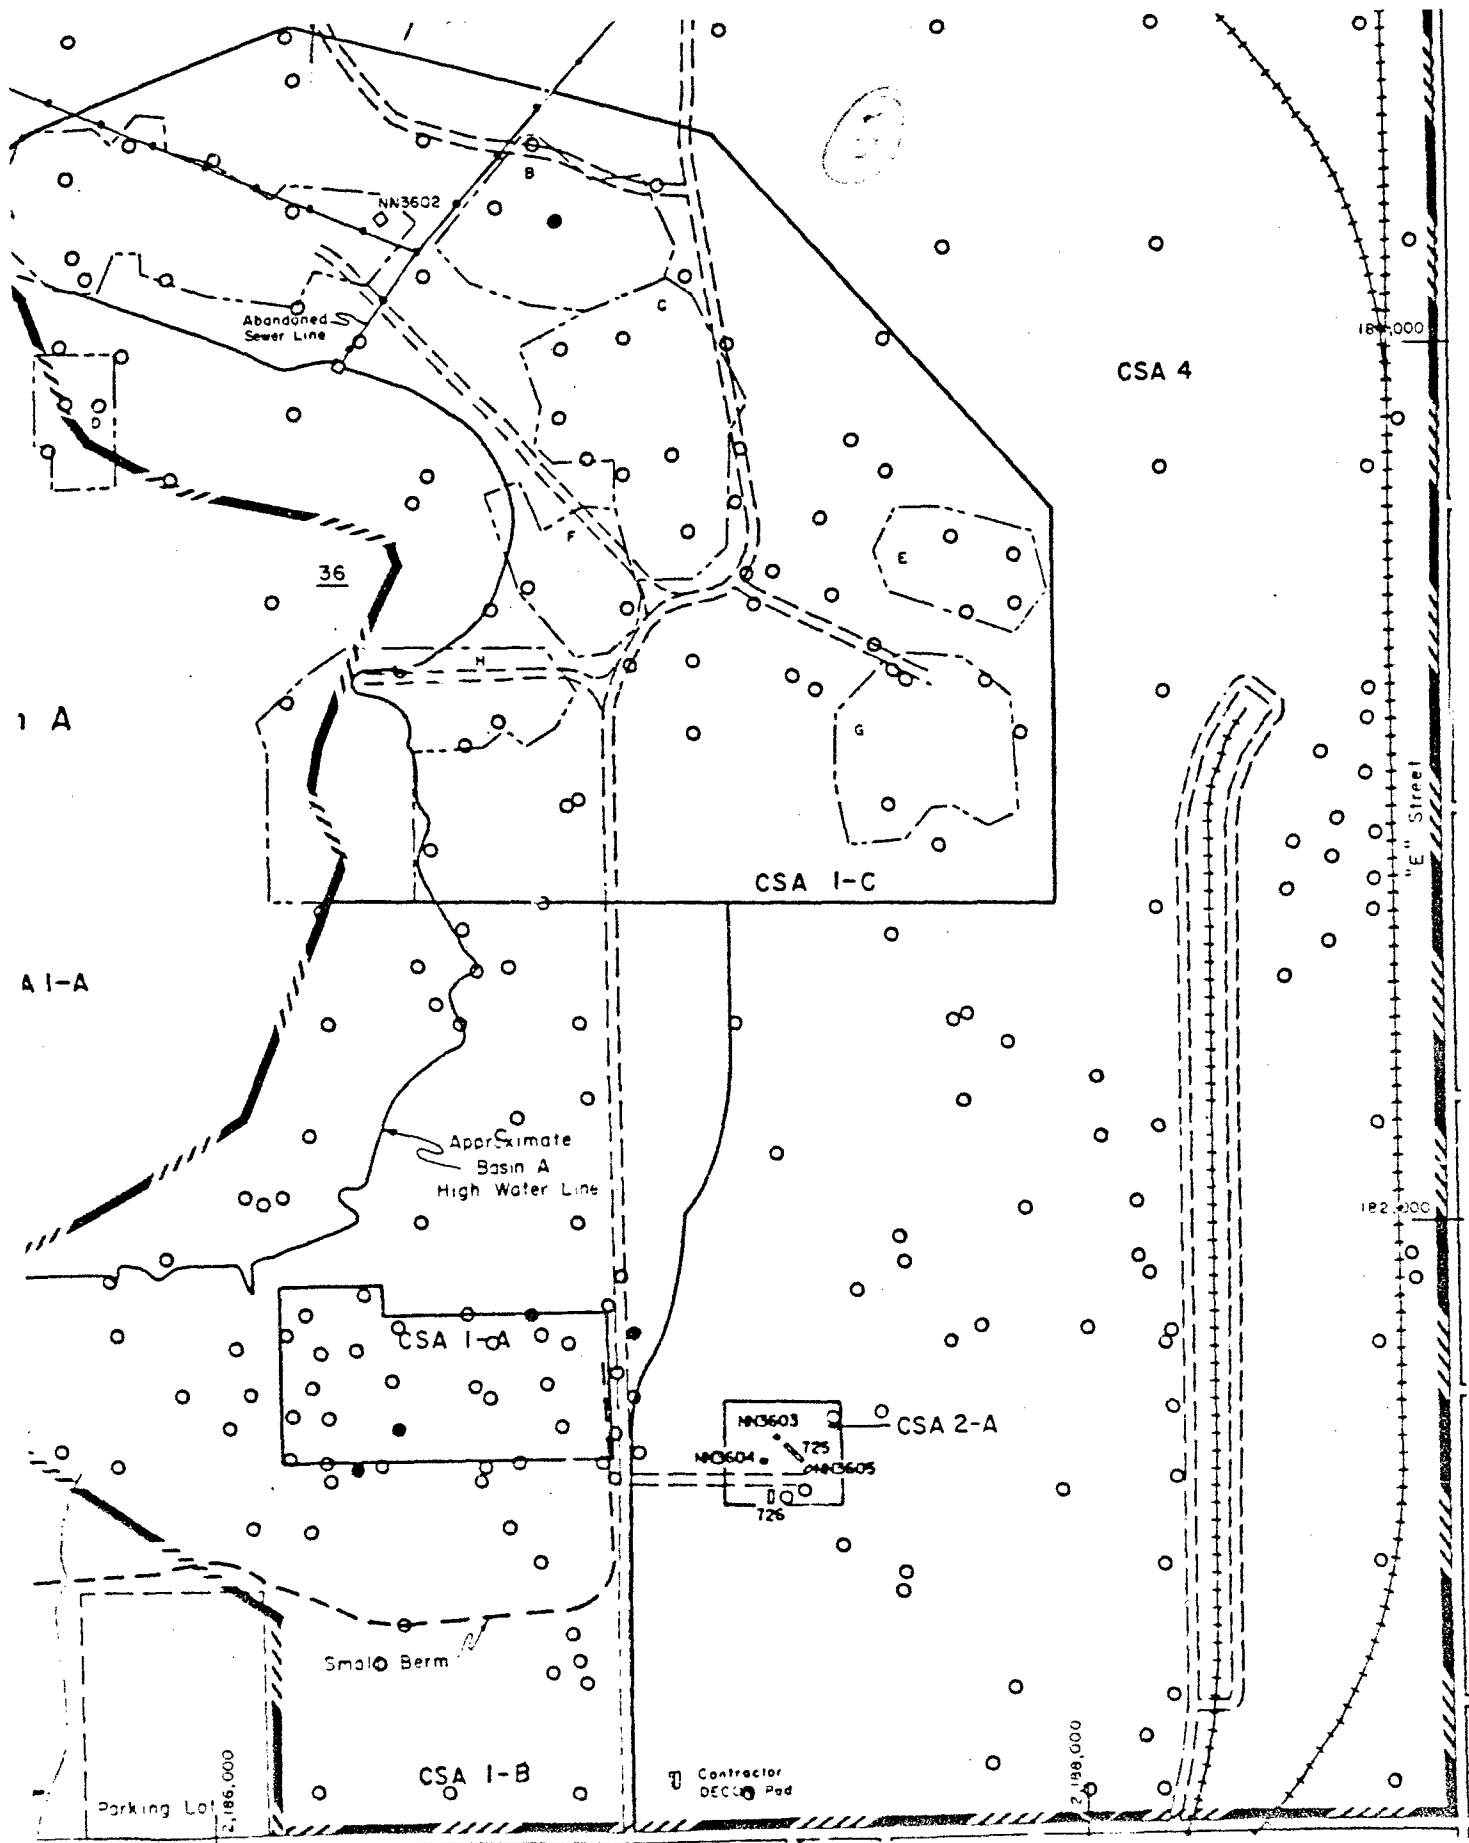 B
NN3602
C
Abandoned
Sewer Line
CSA 4
D
F
E
36
H
1 A
G
"E" Street
CSA 1-C
A 1-A
Approximate
Basin A
High Water Line
182,000
CSA 1-A
NN3603
CSA 2-A
725
NN3604
NN3605
726
Small Berm
CSA 1-B
Contractor
DECON Pad
Parking Lot
2,186,000
2,188,000